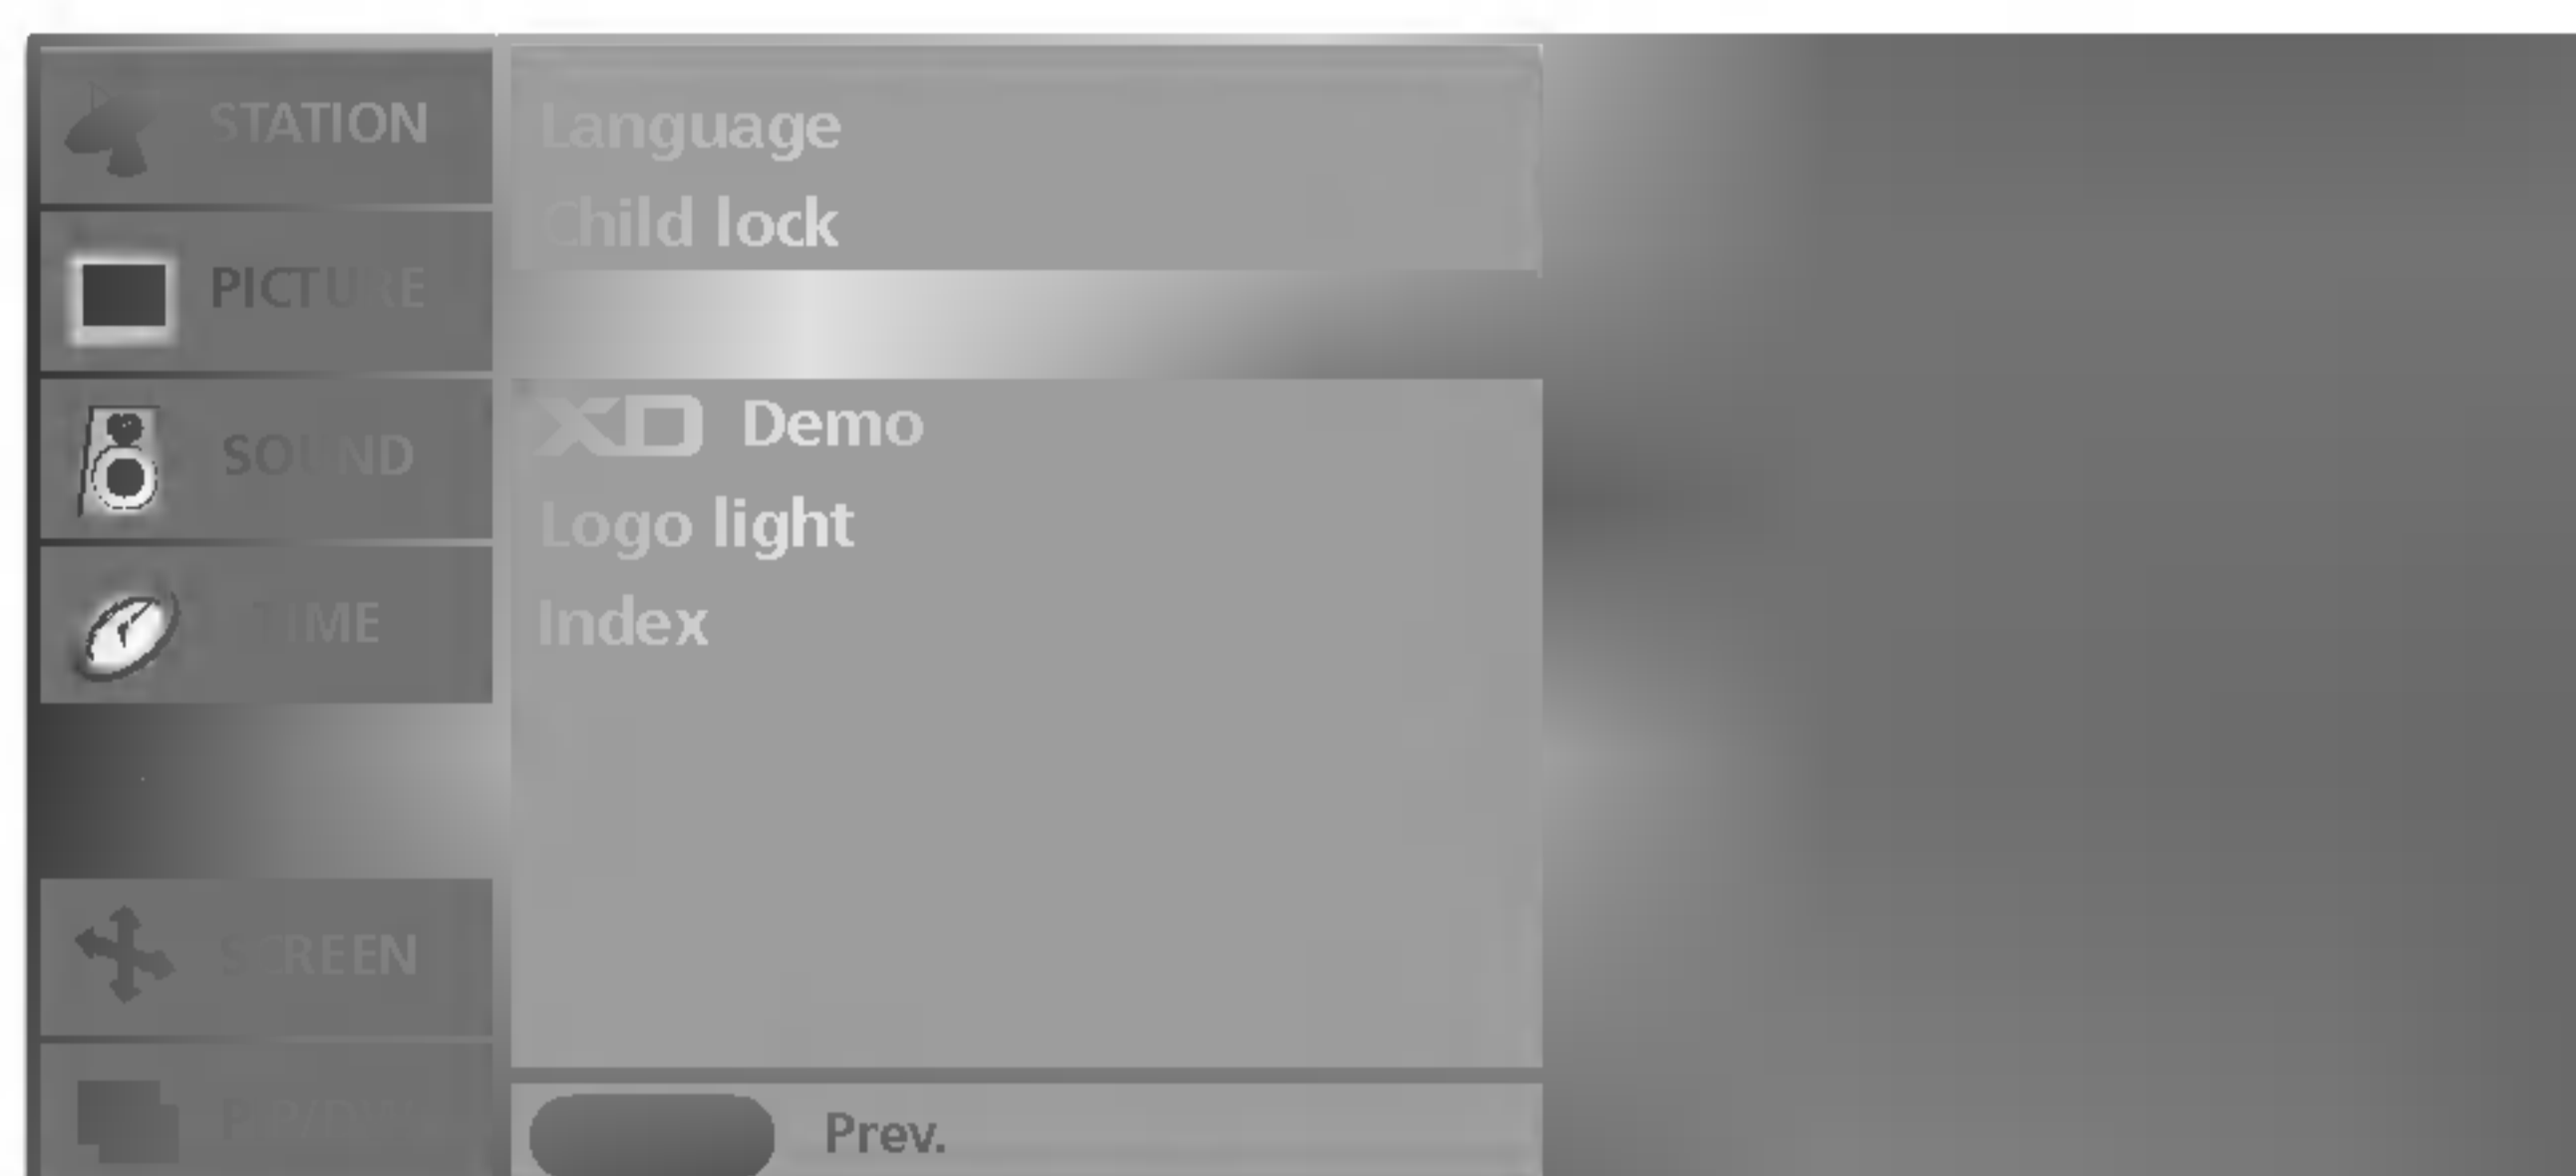 STATION
PICTURE
SOUND
TIME
SCREEN
Language
Child lock
XD Demo
Logo light
Index
Prev.